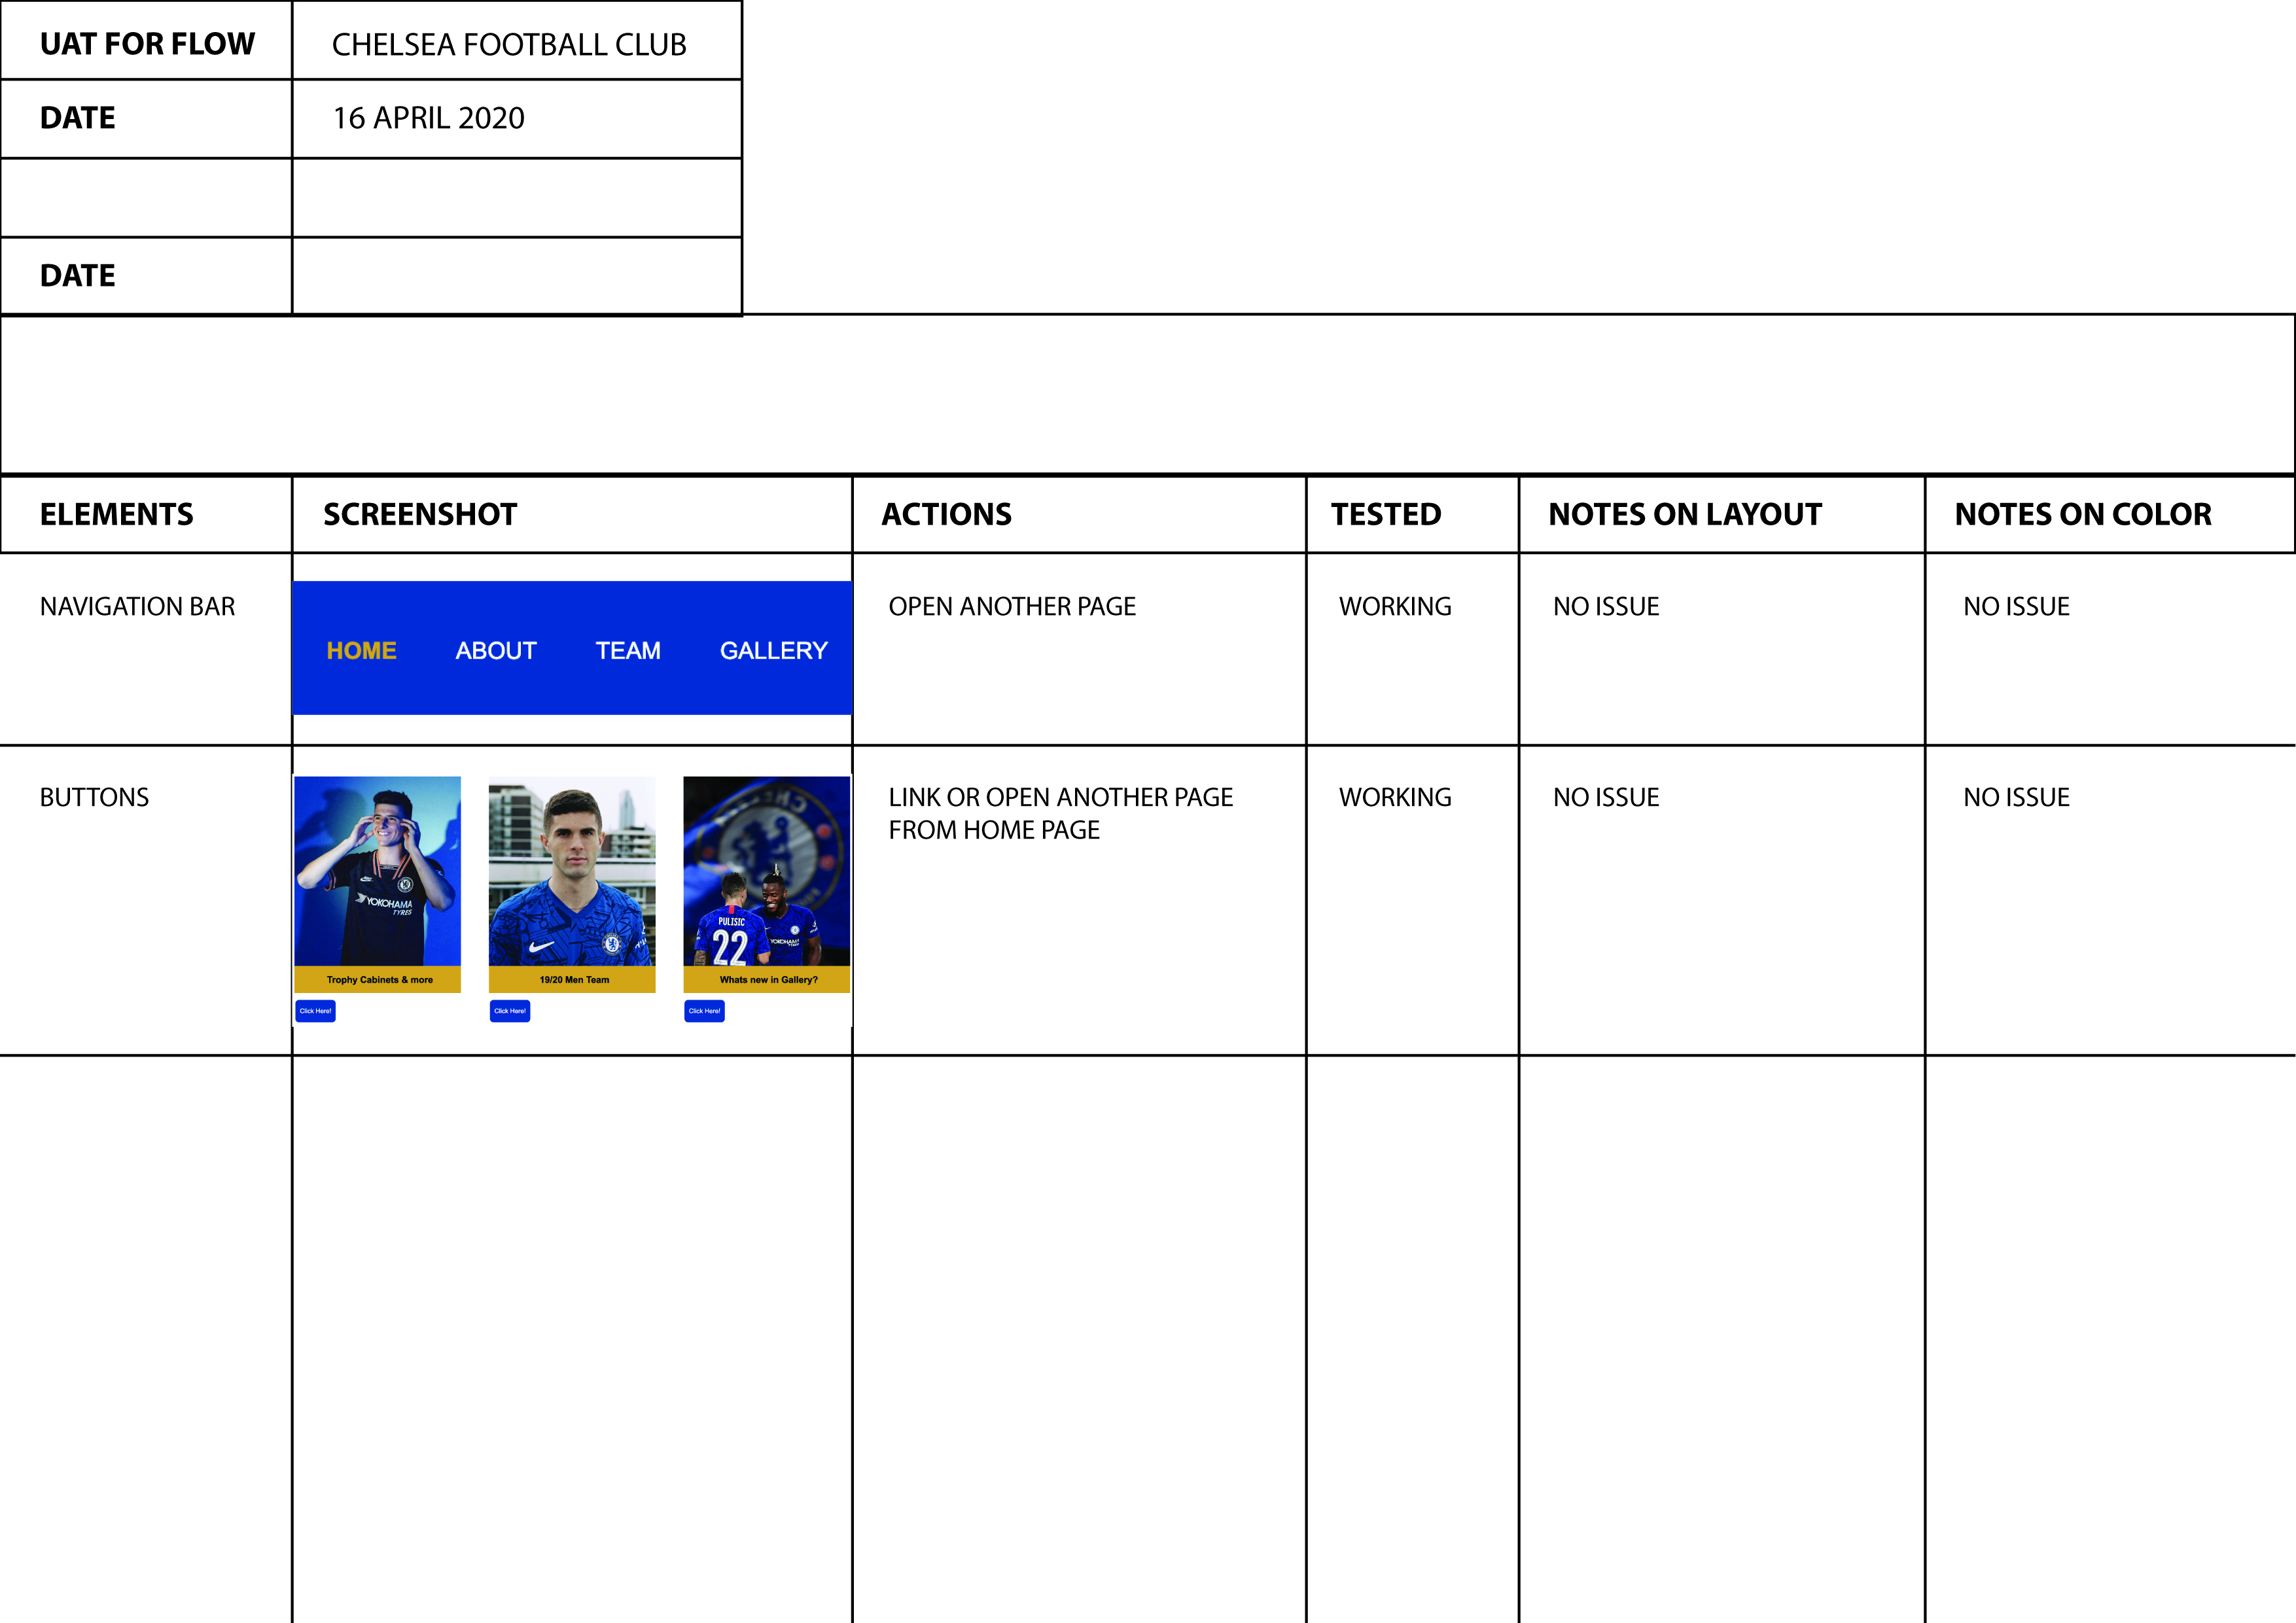 UAT FOR FLOW
CHELSEA FOOTBALL CLUB
DATE
16 APRIL 2020
DATE
ELEMENTS
SCREENSHOT
ACTIONS
TESTED
NOTES ON LAYOUT
NOTES ON COLOR
NAVIGATION BAR
HOME
ABOUT
TEAM
GALLERY
OPEN ANOTHER PAGE
WORKING
NO ISSUE
NO ISSUE
BUTTONS
YOKOHAMA
TYRES
PULISIC
22
YOKOHAMA
Trophy Cabinets & more
19/20 Men Team
Whats new in Gallery?
Click Here!
Click Here!
Click Here!
LINK OR OPEN ANOTHER PAGE
FROM HOME PAGE
WORKING
NO ISSUE
NO ISSUE